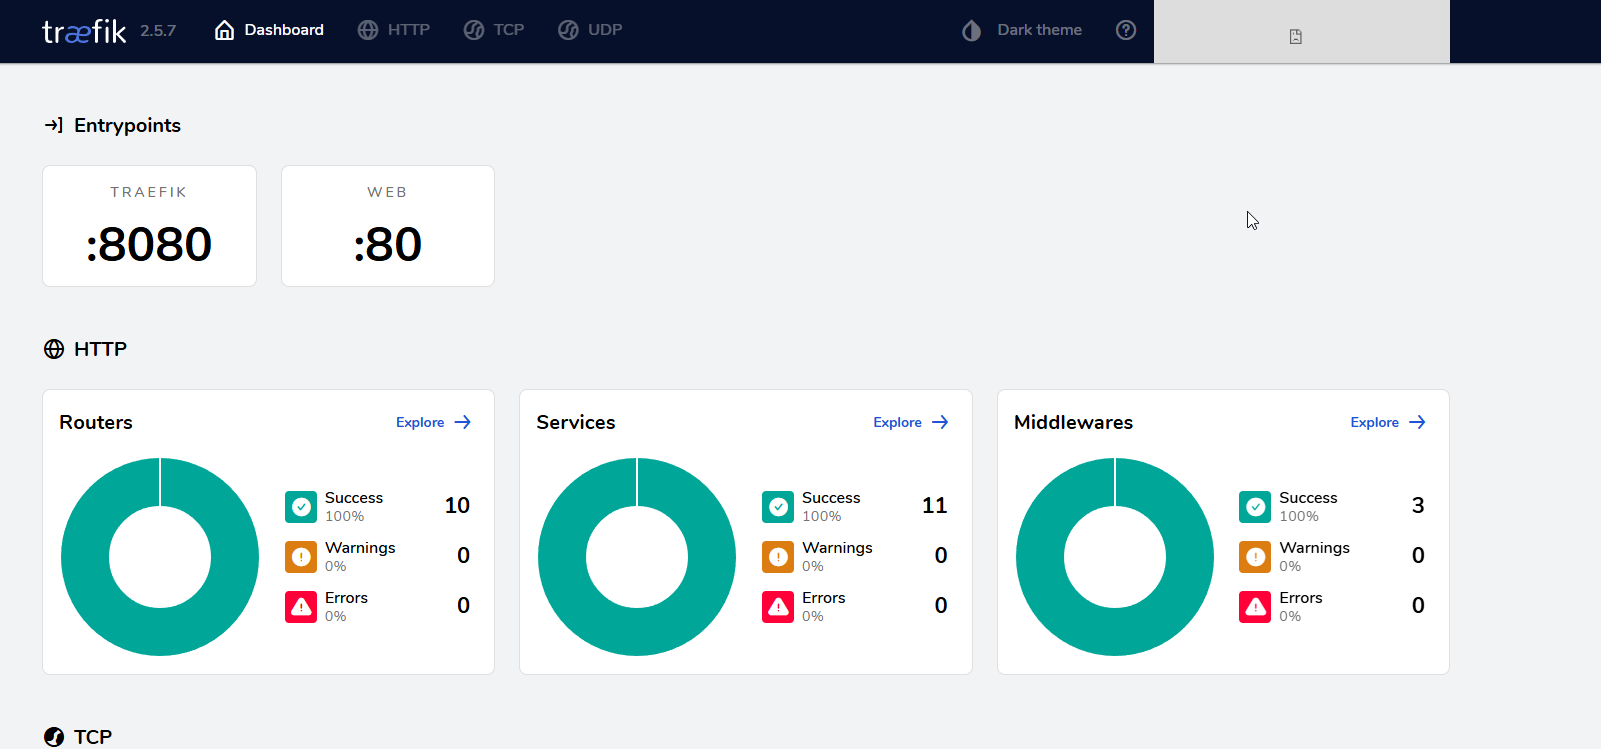 træfik 2.5.7 Dashboard HTTP TCP UDP Dark theme
Entrypoints
TRAEFIK
:8080
WEB
:80
HTTP
Routers Explore
Success 10
100%
Warnings 0
0%
Errors 0
0%
Services Explore
Success 11
100%
Warnings 0
0%
Errors 0
0%
Middlewares Explore
Success 3
100%
Warnings 0
0%
Errors 0
0%
TCP